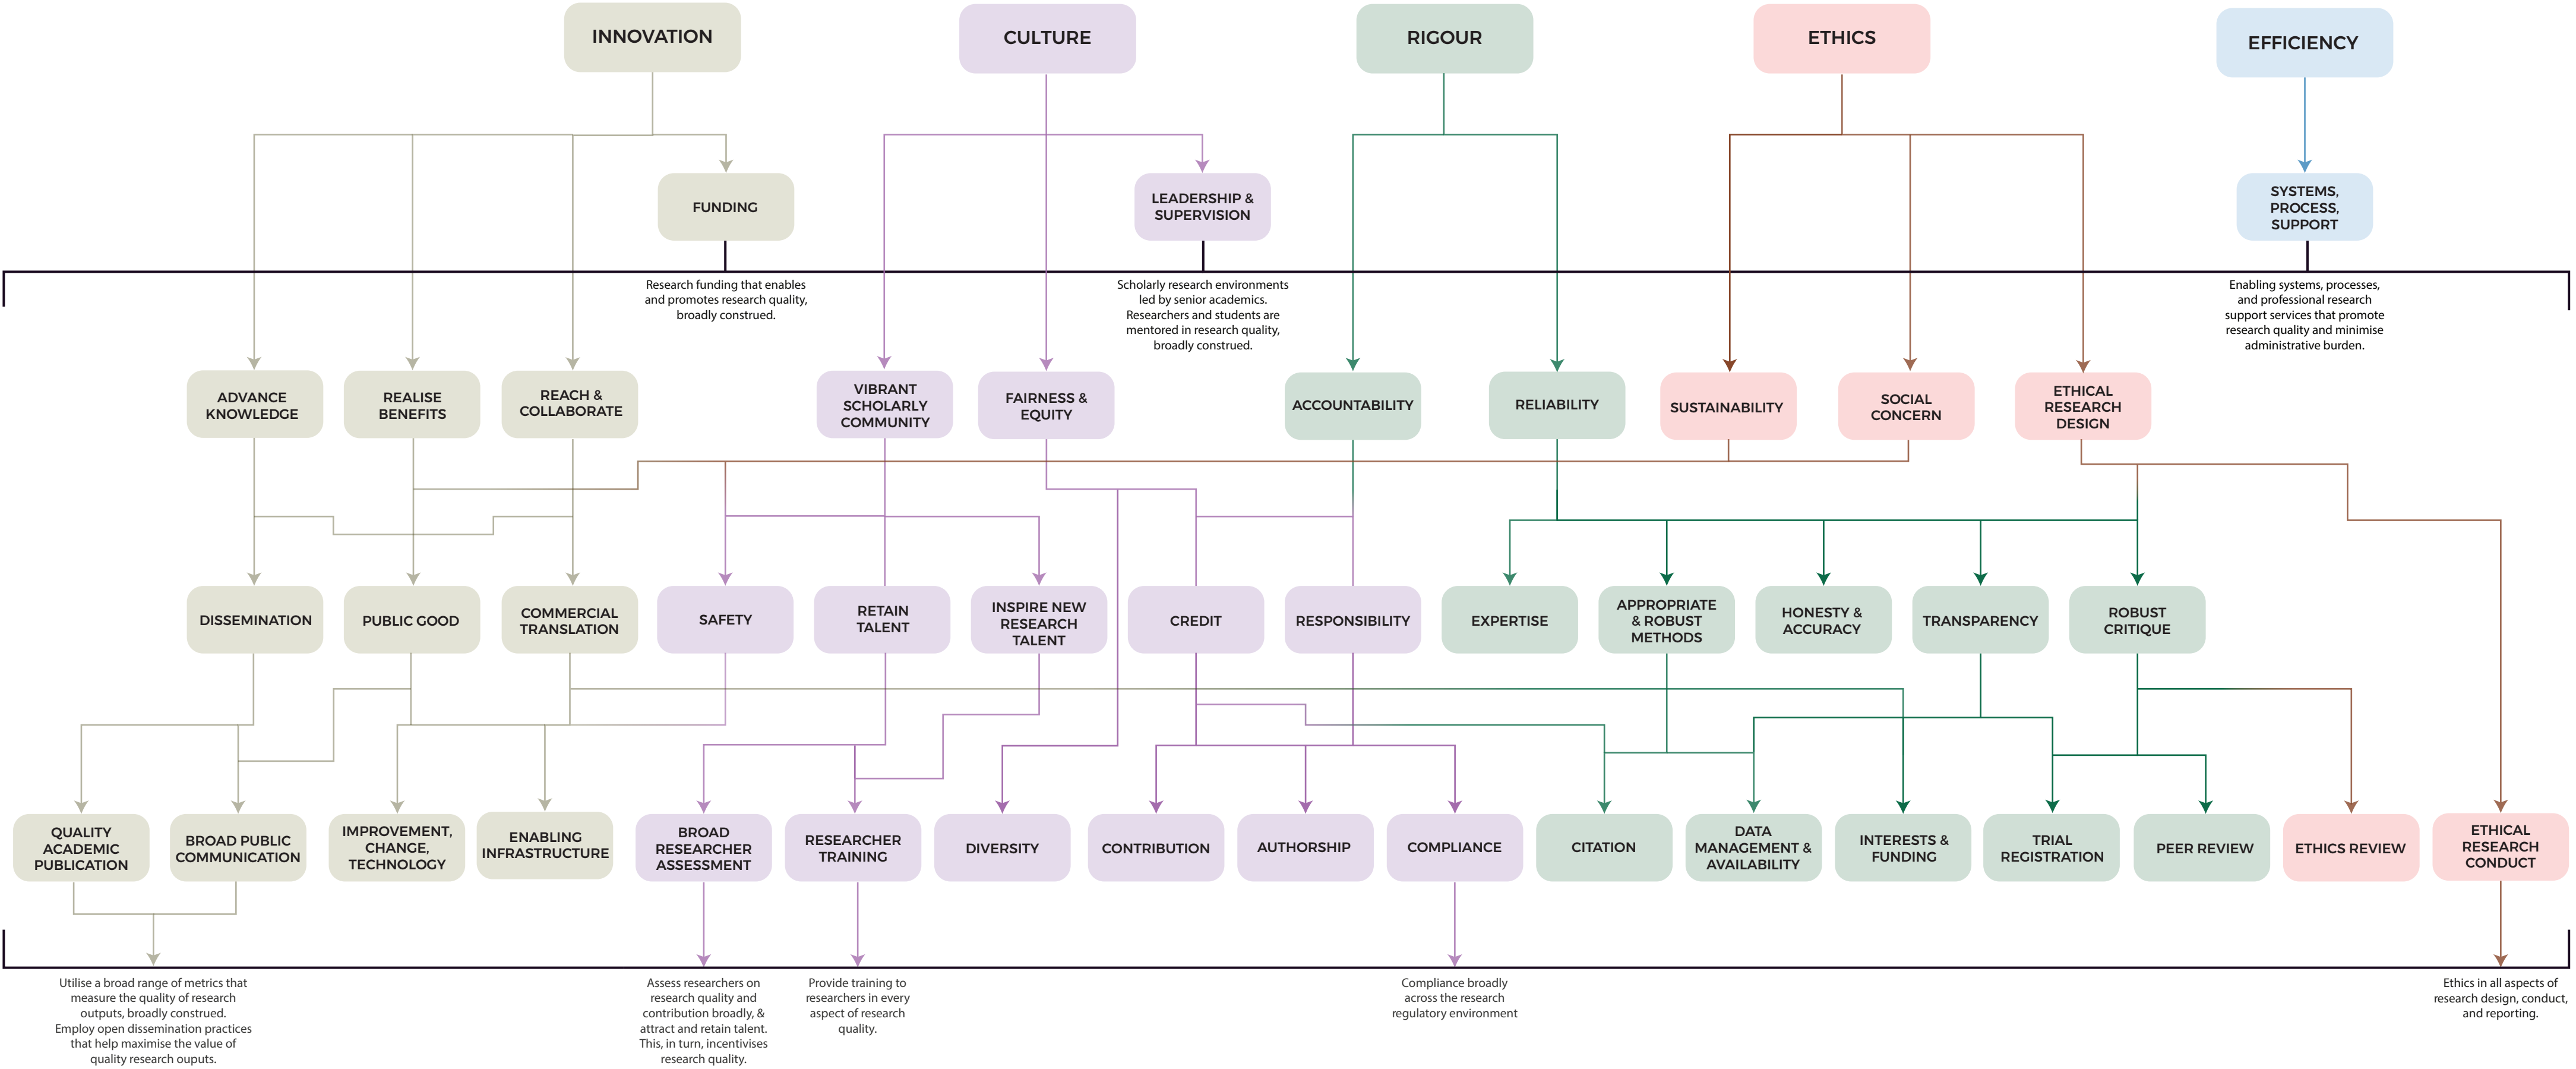 INNOVATION
CULTURE
RIGOUR
ETHICS
EFFICIENCY
FUNDING
LEADERSHIP &
SUPERVISION
SYSTEMS,
PROCESS,
SUPPORT
Research funding that enables
and promotes research quality,
broadly construed.
Scholarly research environments
led by senior academics.
Researchers and students are
mentored in research quality,
broadly construed.
Enabling systems, processes,
and professional research
support services that promote
research quality and minimise
administrative burden.
ADVANCE
KNOWLEDGE
REALISE
BENEFITS
REACH &
COLLABORATE
VIBRANT
SCHOLARLY
COMMUNITY
FAIRNESS &
EQUITY
ACCOUNTABILITY
RELIABILITY
SUSTAINABILITY
SOCIAL
CONCERN
ETHICAL
RESEARCH
DESIGN
DISSEMINATION
PUBLIC GOOD
COMMERCIAL
TRANSLATION
SAFETY
RETAIN
TALENT
INSPIRE NEW
RESEARCH
TALENT
CREDIT
RESPONSIBILITY
EXPERTISE
APPROPRIATE
& ROBUST
METHODS
HONESTY &
ACCURACY
TRANSPARENCY
ROBUST
CRITIQUE
QUALITY
ACADEMIC
PUBLICATION
BROAD PUBLIC
COMMUNICATION
IMPROVEMENT,
CHANGE,
TECHNOLOGY
ENABLING
INFRASTRUCTURE
BROAD
RESEARCHER
ASSESSMENT
RESEARCHER
TRAINING
DIVERSITY
CONTRIBUTION
AUTHORSHIP
COMPLIANCE
CITATION
DATA
MANAGEMENT &
AVAILABILITY
INTERESTS &
FUNDING
TRIAL
REGISTRATION
PEER REVIEW
ETHICS REVIEW
ETHICAL
RESEARCH
CONDUCT
Utilise a broad range of metrics that
measure the quality of research
outputs, broadly construed.
Employ open dissemination practices
that help maximise the value of
quality research ouputs.
Assess researchers on
research quality and
contribution broadly, &
attract and retain talent.
This, in turn, incentivises
research quality.
Provide training to
researchers in every
aspect of research
quality.
Compliance broadly
across the research
regulatory environment
Ethics in all aspects of
research design, conduct,
and reporting.